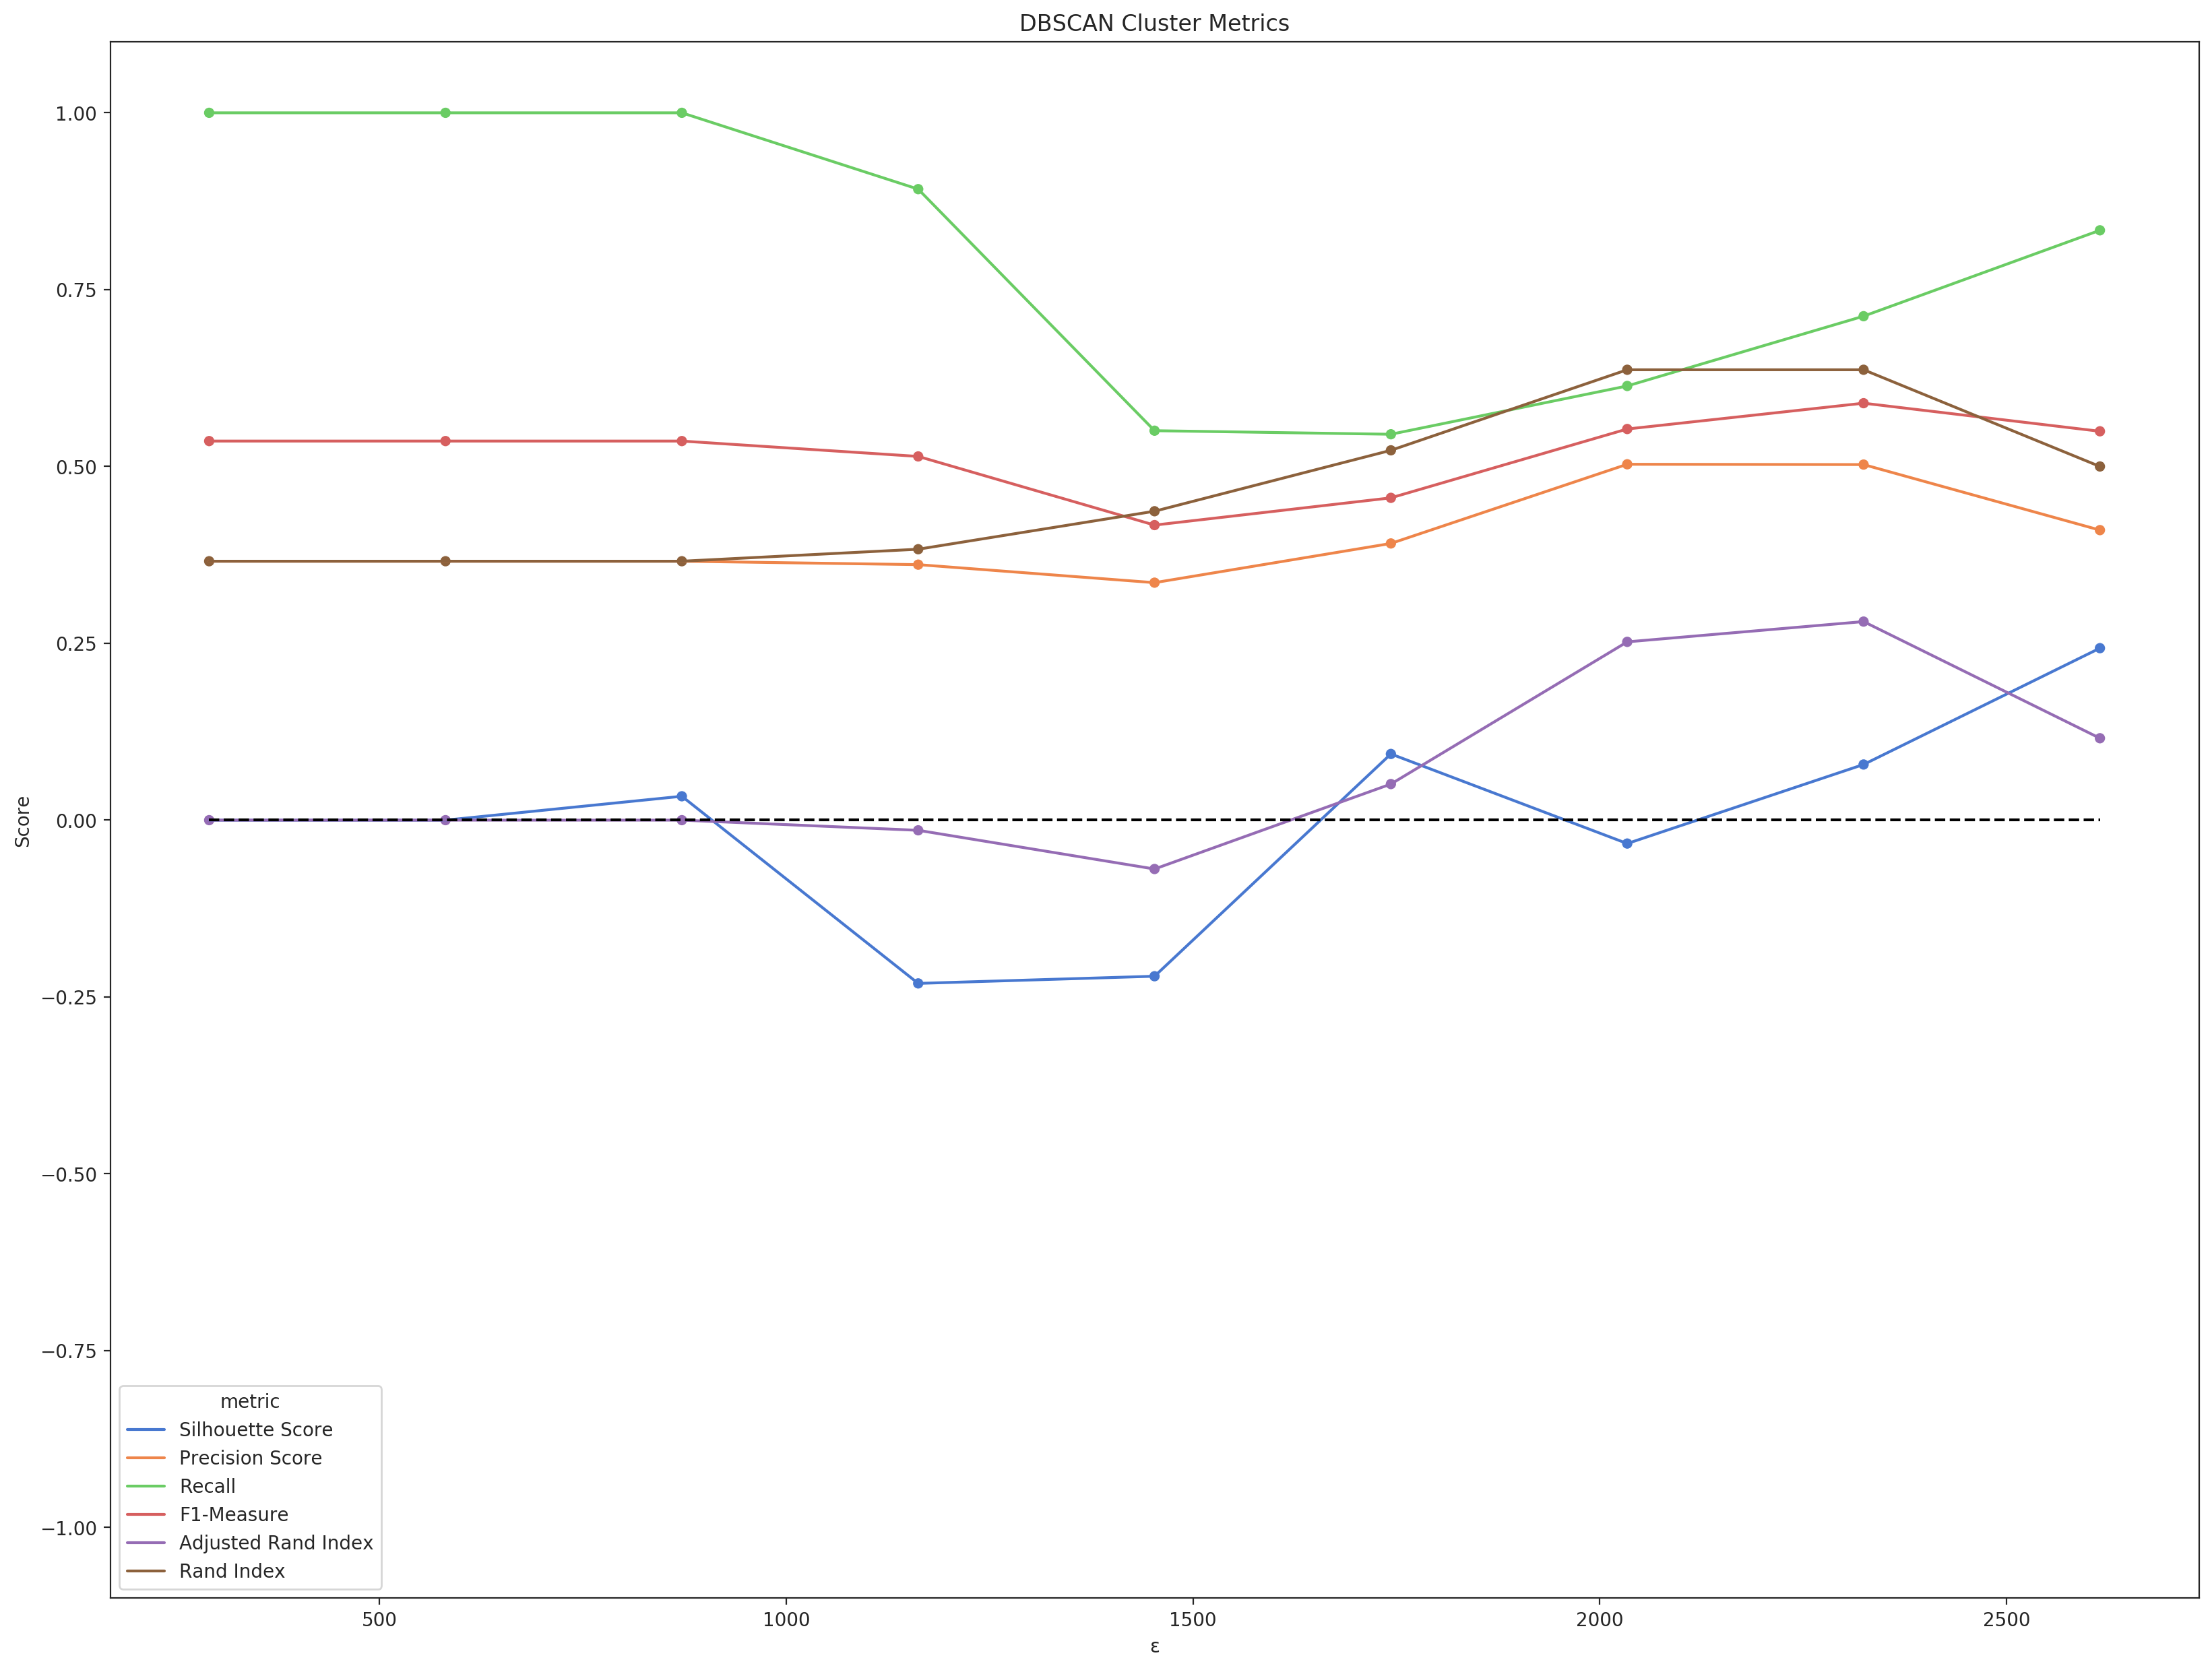 DBSCAN Cluster Metrics
1.00
0.75
0.50
0.25
0.00
−0.25
−0.50
−0.75
−1.00
Score
metric
Silhouette Score
Precision Score
Recall
F1-Measure
Adjusted Rand Index
Rand Index
500
1000
1500
2000
2500
ε